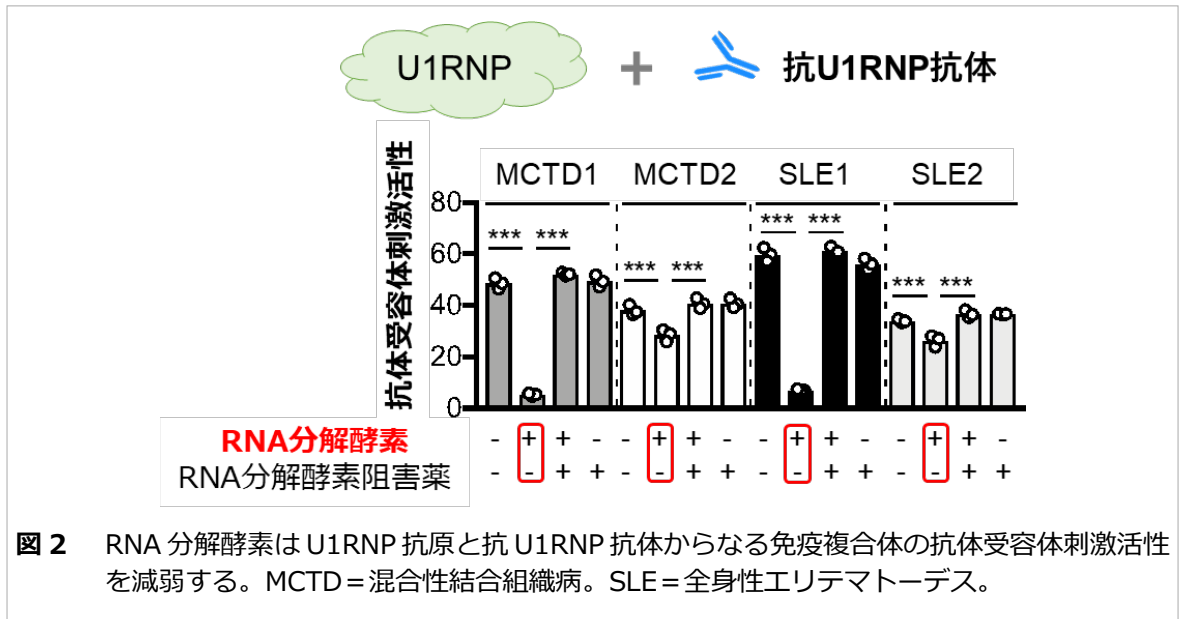 U1RNP + 抗U1RNP抗体
抗体受容体刺激活性
MCTD1 MCTD2 SLE1 SLE2
80
60
40
20
0
*** *** *** *** *** *** *** ***
RNA分解酵素 - + + - - + + - - + + - - + + -
RNA分解酵素阻害薬 - - + + - - + + - - + + - - + +
図2 RNA 分解酵素は U1RNP 抗原と抗 U1RNP 抗体からなる免疫複合体の抗体受容体刺激活性
を減弱する。MCTD=混合性結合組織病。SLE=全身性エリテマトーデス。